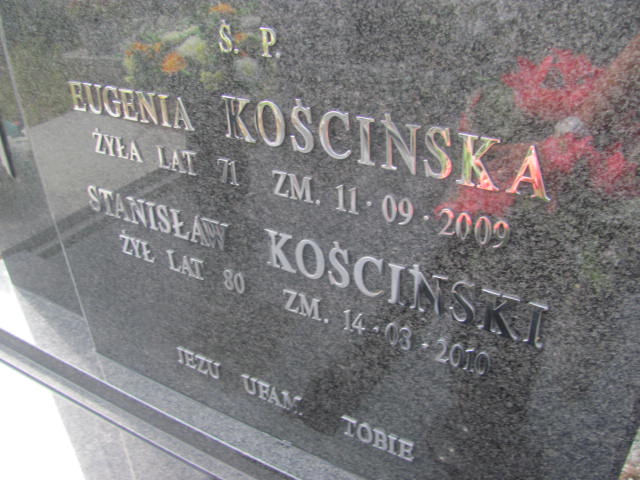 Ś. P.
EUGENIA KOŚCIŃSKA
ŻYŁA LAT 71 ZM. 11·09·2009
STANISŁAW KOŚCIŃSKI
ŻYŁ LAT 80 ZM. 14·03·2010
JEZU UFAM TOBIE